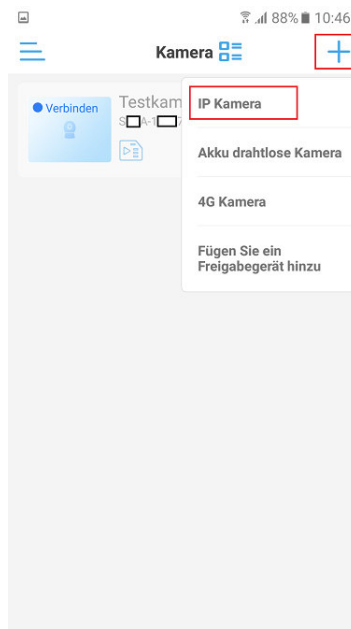 88% 10:46
Kamera
Verbinden
Testkam
IP Kamera
Akku drahtlose Kamera
4G Kamera
Fügen Sie ein
Freigabegerät hinzu